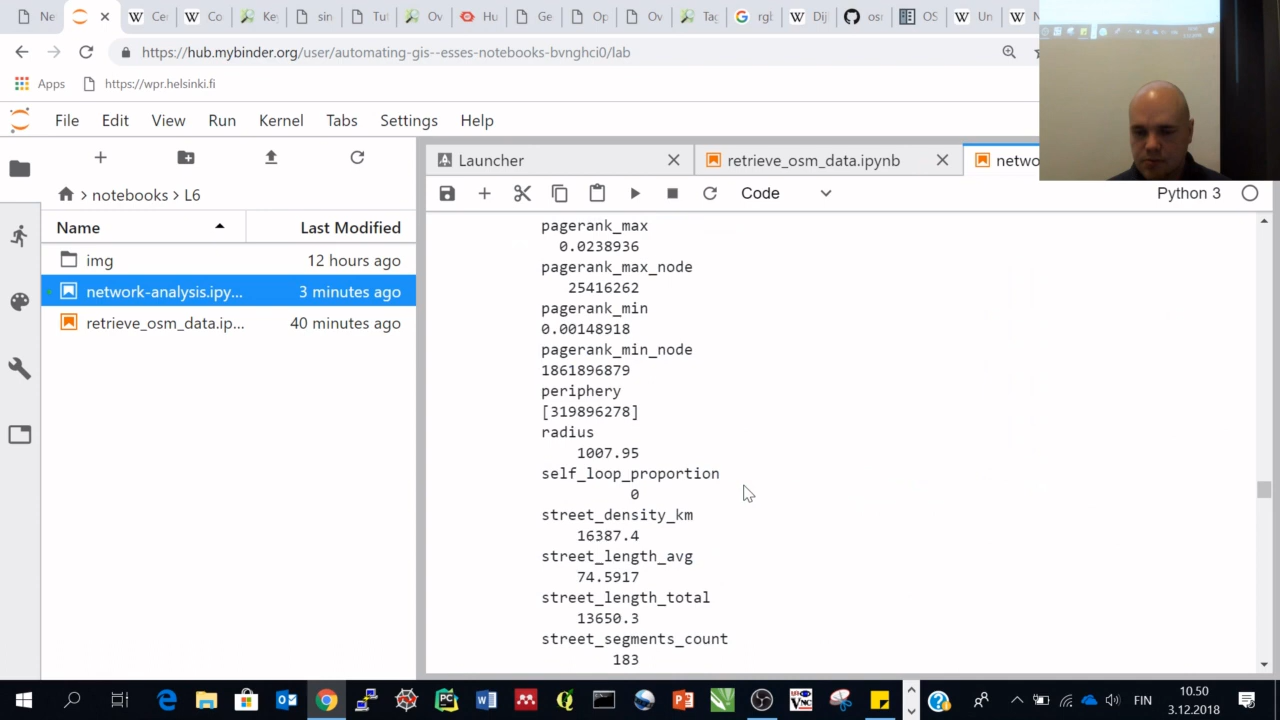 Ne
Ce
Co
Key
sin
Tu
Ov
Hu
Ge
Op
Ov
Tag
rgl
Dij
osr
OS
Un
https://hub.mybinder.org/user/automating-gis--esses-notebooks-bvnghci0/lab
Apps
https://wpr.helsinki.fi
File Edit View Run Kernel Tabs Settings Help
Launcher
retrieve_osm_data.ipynb
netwo
notebooks > L6
Code
Python 3
Name
Last Modified
img 12 hours ago
network-analysis.ipy... 3 minutes ago
retrieve_osm_data.ip... 40 minutes ago
pagerank_max
0.0238936
pagerank_max_node
25416262
pagerank_min
0.00148918
pagerank_min_node
1861896879
periphery
[319896278]
radius
1007.95
self_loop_proportion
0
street_density_km
16387.4
street_length_avg
74.5917
street_length_total
13650.3
street_segments_count
183
FIN
10.50
3.12.2018